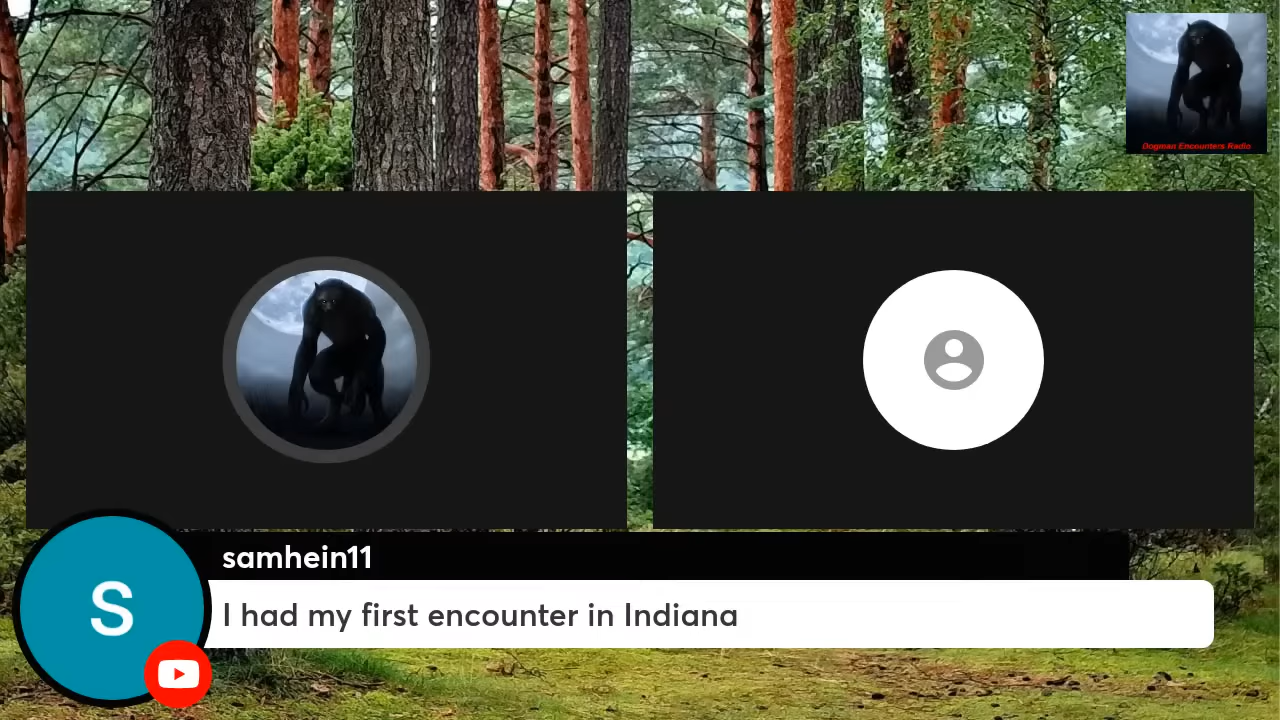 Dogman Encounters Radio
S
samhein11
I had my first encounter in Indiana